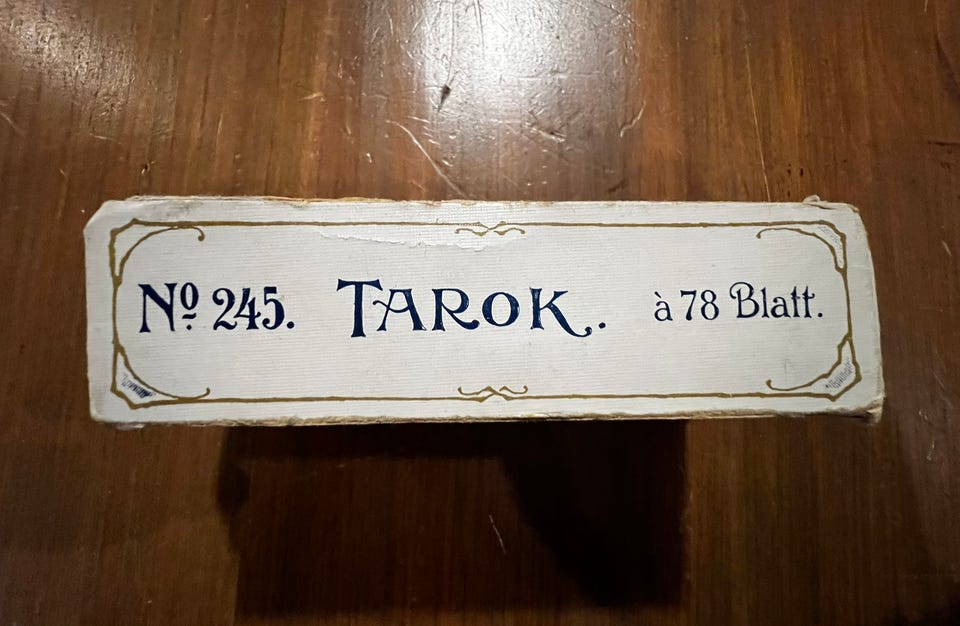 Nº 245. TAROK. à 78 Blatt.